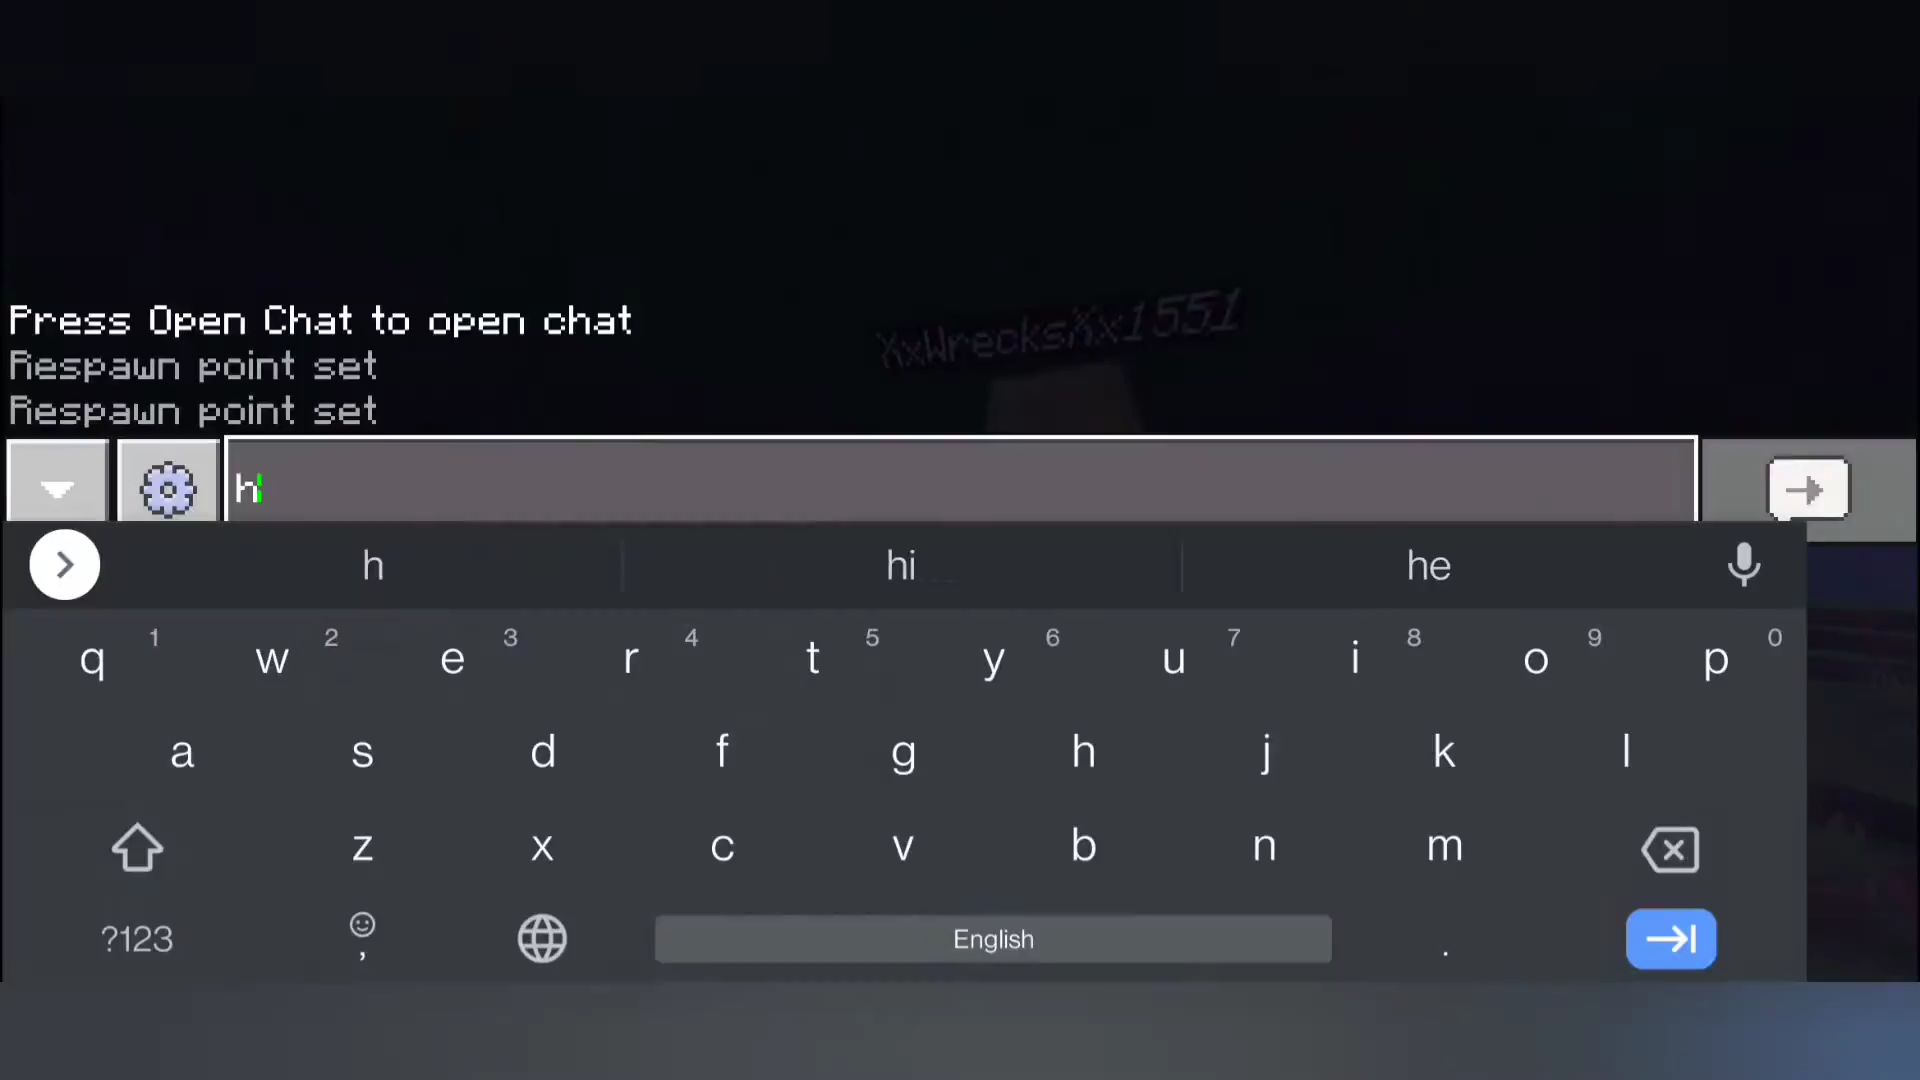 XxWrecksXx1551
Press Open Chat to open chat
Respawn point set
Respawn point set
h
h hi he
1 2 3 4 5 6 7 8 9 0
q w e r t y u i o p
a s d f g h j k l
z x c v b n m
?123 , English .